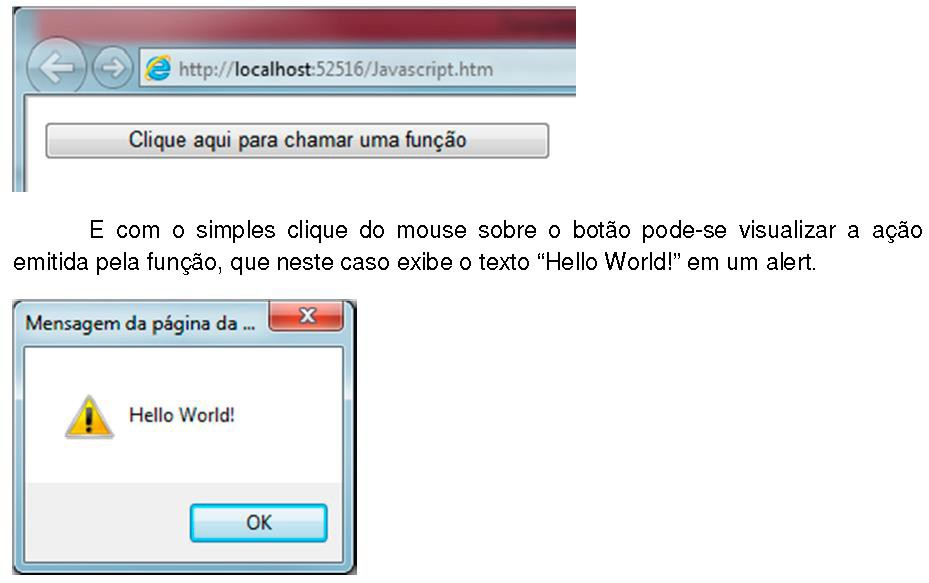 http://localhost:52516/Javascript.htm
Clique aqui para chamar uma função
E com o simples clique do mouse sobre o botão pode-se visualizar a ação
emitida pela função, que neste caso exibe o texto “Hello World!” em um alert.
Mensagem da página da ...
Hello World!
OK